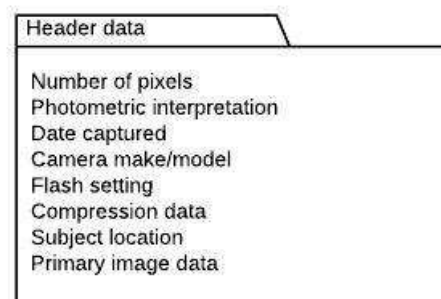 Header data
Number of pixels
Photometric interpretation
Date captured
Camera make/model
Flash setting
Compression data
Subject location
Primary image data